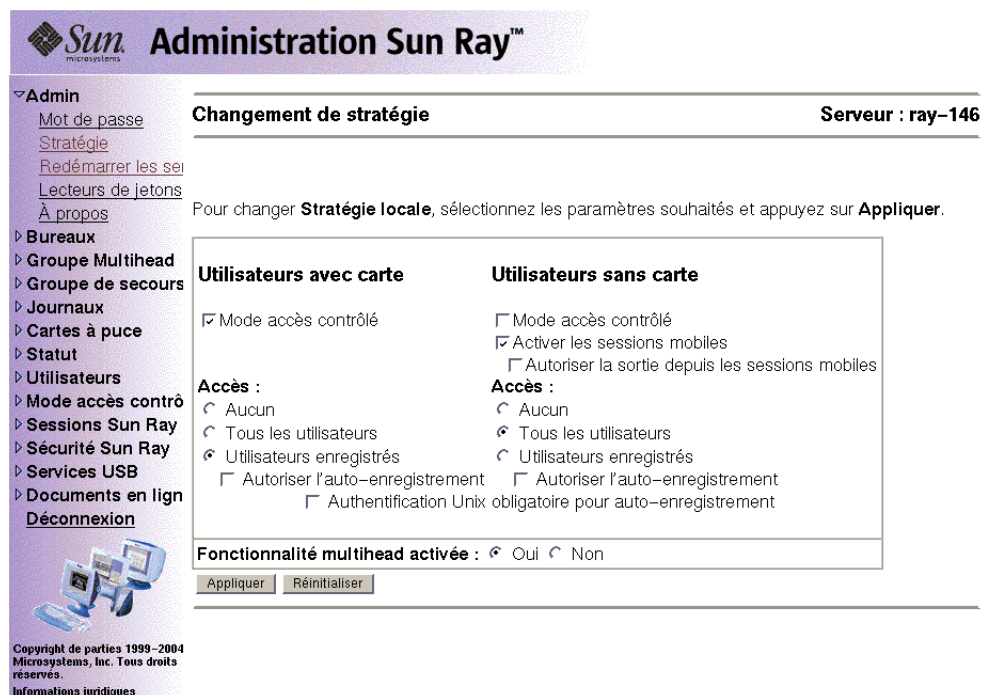 Sun
microsystems
Administration Sun Ray™
Admin
Mot de passe
Stratégie
Redémarrer les ser
Lecteurs de jetons
À propos
Bureaux
Groupe Multihead
Groupe de secours
Journaux
Cartes à puce
Statut
Utilisateurs
Mode accès contrô
Sessions Sun Ray
Sécurité Sun Ray
Services USB
Documents en lign
Déconnexion
Copyright de parties 1999–2004
Microsystems, Inc. Tous droits
réservés.
Informations juridiques
Changement de stratégie Serveur : ray–146
Pour changer Stratégie locale, sélectionnez les paramètres souhaités et appuyez sur Appliquer.
Utilisateurs avec carte Utilisateurs sans carte
Mode accès contrôlé Mode accès contrôlé
Activer les sessions mobiles
Autoriser la sortie depuis les sessions mobiles
Accès : Accès :
Aucun Aucun
Tous les utilisateurs Tous les utilisateurs
Utilisateurs enregistrés Utilisateurs enregistrés
Autoriser l'auto–enregistrement Autoriser l'auto–enregistrement
Authentification Unix obligatoire pour auto–enregistrement
Fonctionnalité multihead activée : Oui Non
Appliquer Réinitialiser